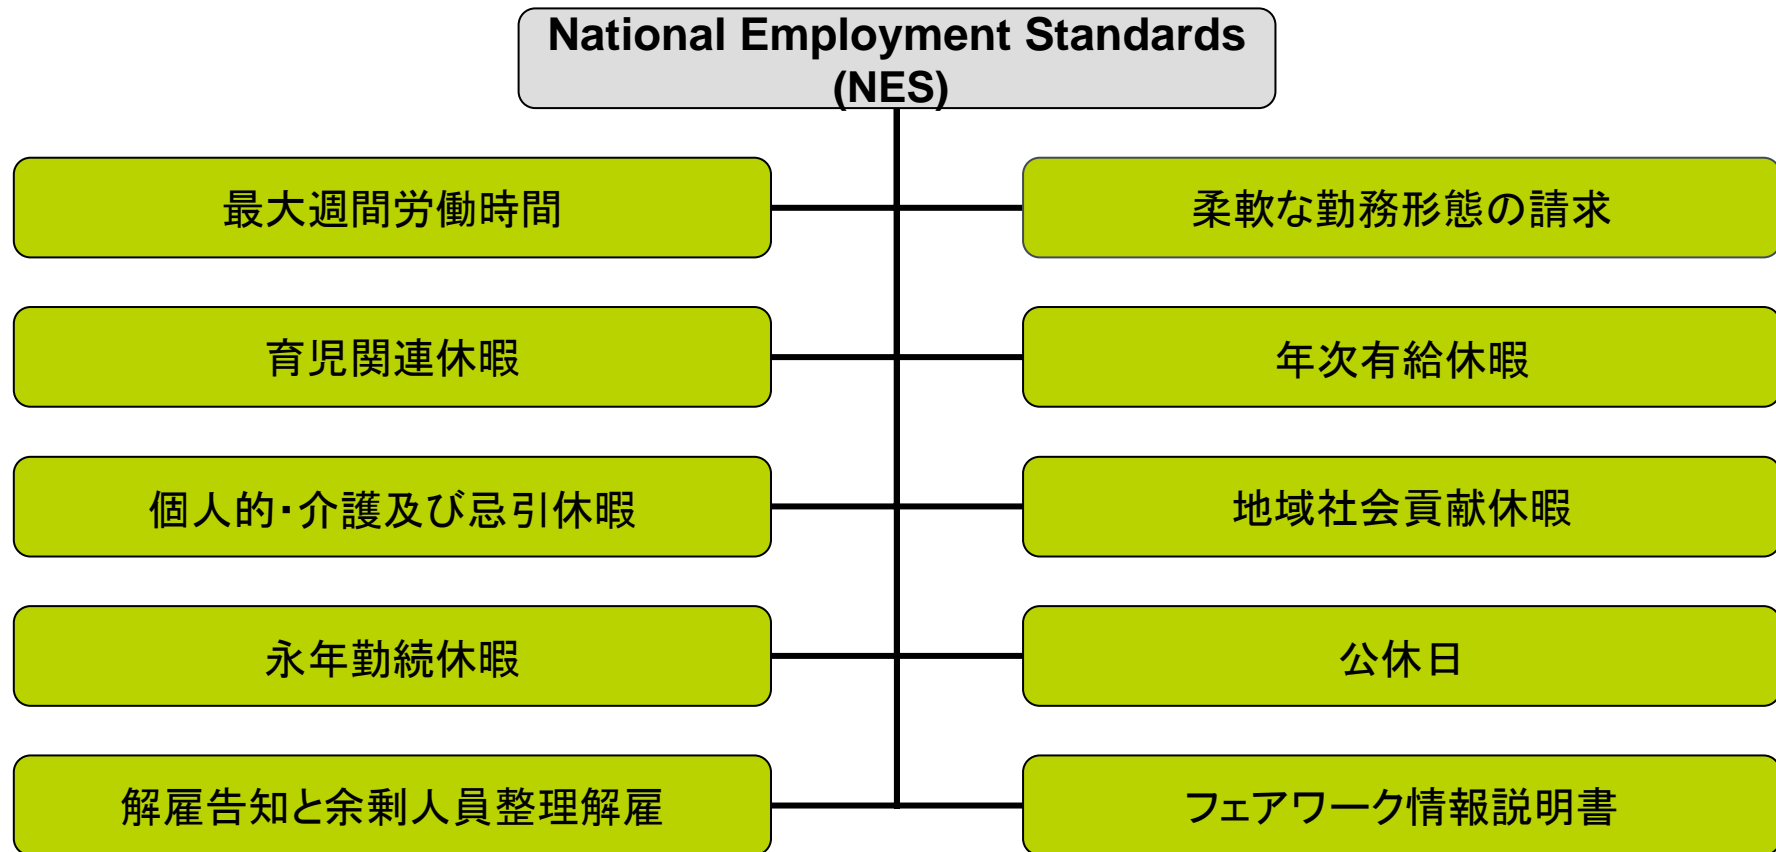 National Employment Standards
(NES)
最大週間労働時間
柔軟な勤務形態の請求
育児関連休暇
年次有給休暇
個人的・介護及び忌引休暇
地域社会貢献休暇
永年勤続休暇
公休日
解雇告知と余剰人員整理解雇
フェアワーク情報説明書